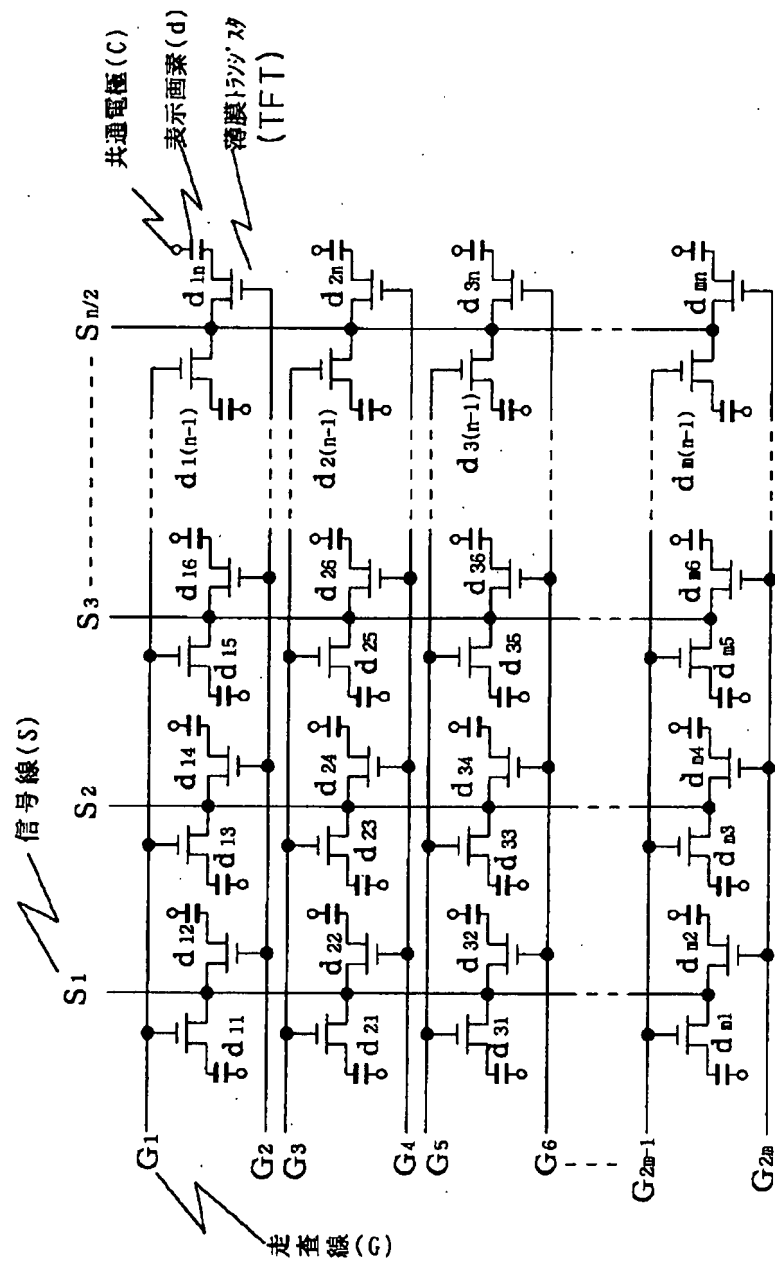 信号線(S)
共通電極(C)
表示画素(d)
薄膜トランジスタ
(TFT)
S1
S2
S3
Sn/2
G1
d11
d12
d13
d14
d15
d16
d1(n-1)
d1n
G2
G3
d21
d22
d23
d24
d25
d26
d2(n-1)
d2n
G4
G5
d31
d32
d33
d34
d35
d36
d3(n-1)
d3n
G6
G2m-1
dm1
dm2
dm3
dm4
dm5
dm6
dm(n-1)
dmn
G2m
走査線(G)